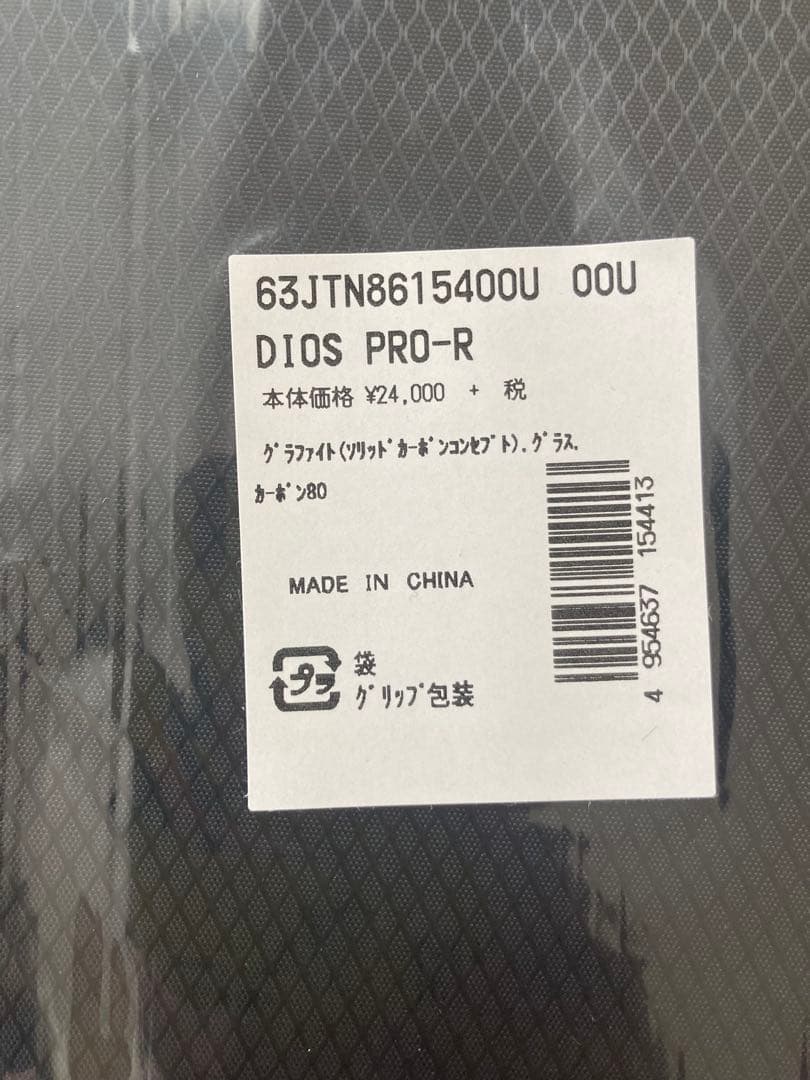 63JTN8615400U 00U
DIOS PRO-R
本体価格 ¥24,000 + 税
ｸﾞﾗﾌｧｲﾄ(ｿﾘｯﾄﾞｶｰﾎﾞﾝｺﾝｾﾌﾟﾄ).ｸﾞﾗｽ.
ｶｰﾎﾞﾝ80
MADE IN CHINA
プラ
袋
ｸﾞﾘｯﾌﾟ包装
4 954637 154413